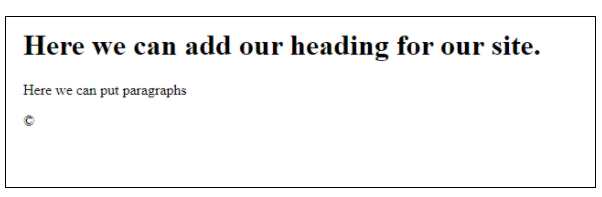 Here we can add our heading for our site.
Here we can put paragraphs
©